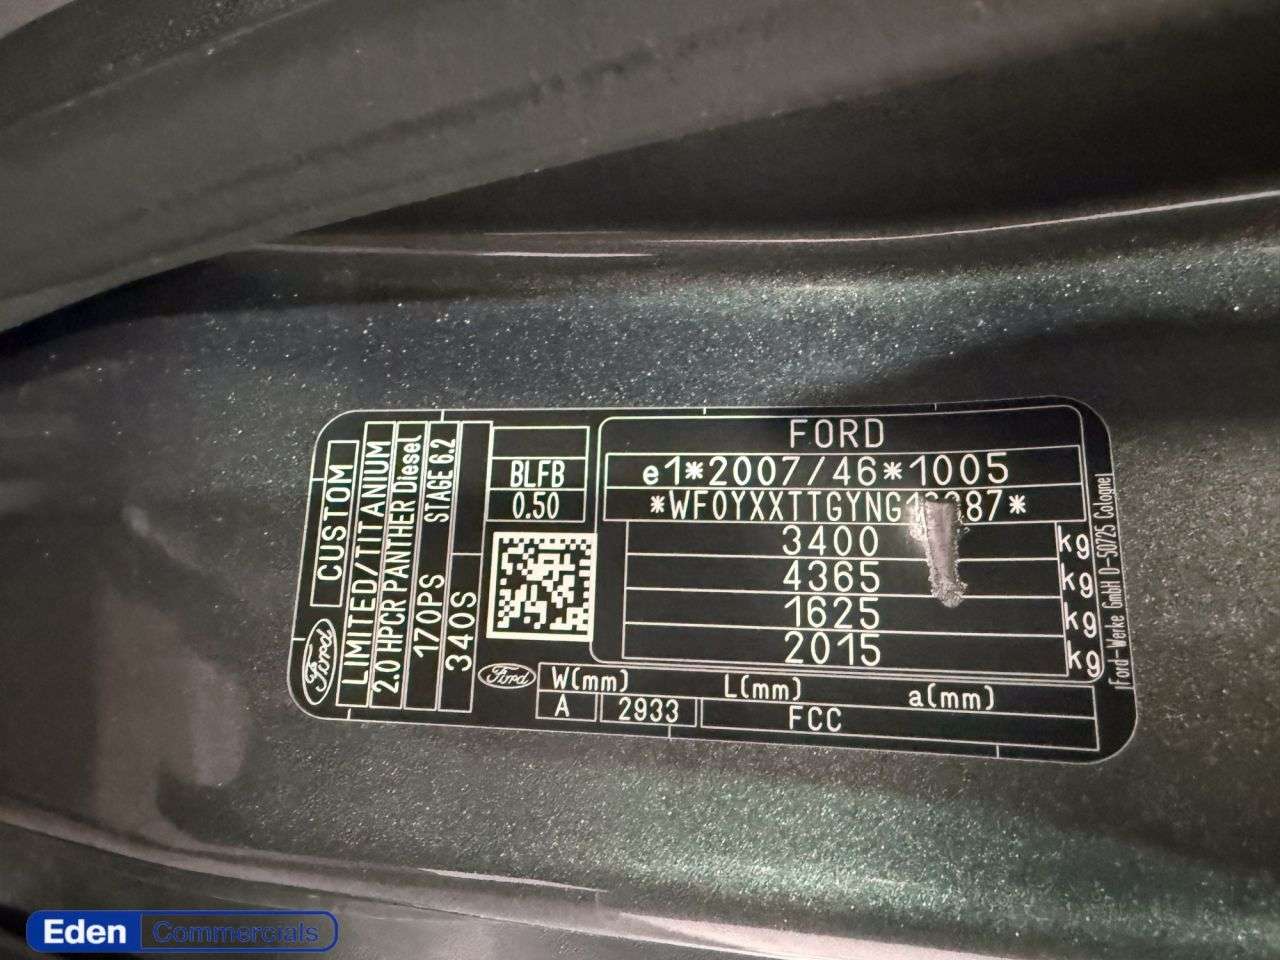 FORD
e1*2007/46*1005
3400 kg
4365 kg
1625 kg
2015 kg
BLFB
0.50
CUSTOM
LIMITED/TITANIUM
2.0 HPCR PANTHER Diesel
170PS
STAGE 6.2
340S
Ford
Ford
W(mm) L(mm) a(mm)
A 2933 FCC
Ford-Werke GmbH D-50725 Cologne
Eden Commercials